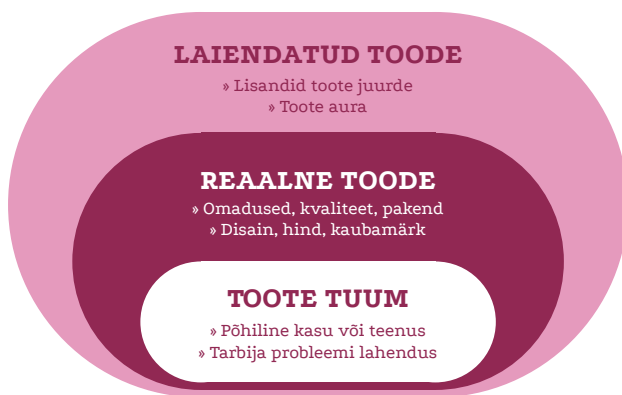 LAIENDATUD TOODE
» Lisandid toote juurde
» Toote aura
REAALNE TOODE
» Omadused, kvaliteet, pakend
» Disain, hind, kaubamärk
TOOTE TUUM
» Põhiline kasu või teenus
» Tarbija probleemi lahendus